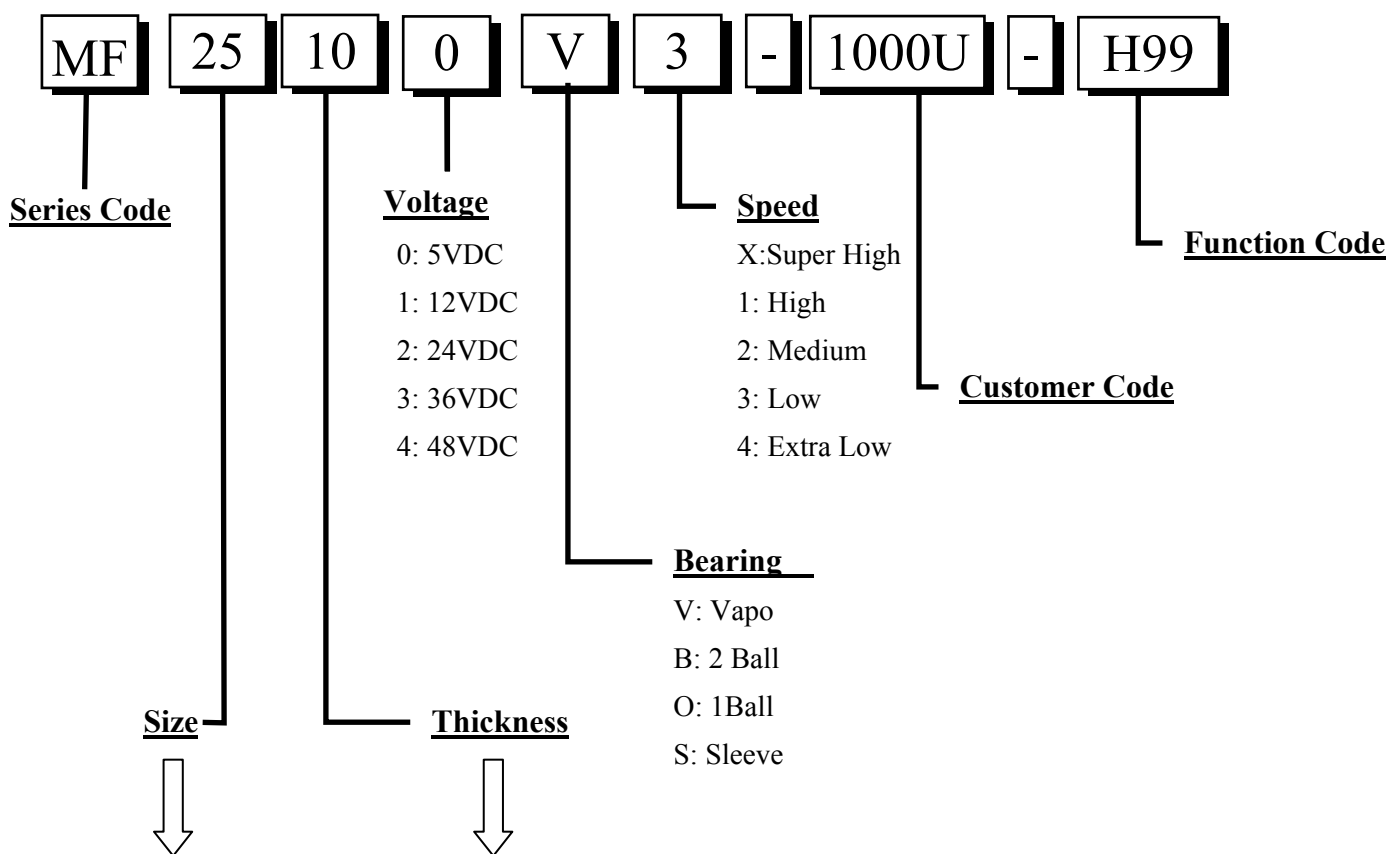 MF 25 10 0 V 3 - 1000U - H99
Series Code
Voltage
0: 5VDC
1: 12VDC
2: 24VDC
3: 36VDC
4: 48VDC
Speed
X:Super High
1: High
2: Medium
3: Low
4: Extra Low
Function Code
Customer Code
Bearing
V: Vapo
B: 2 Ball
O: 1Ball
S: Sleeve
Size
Thickness